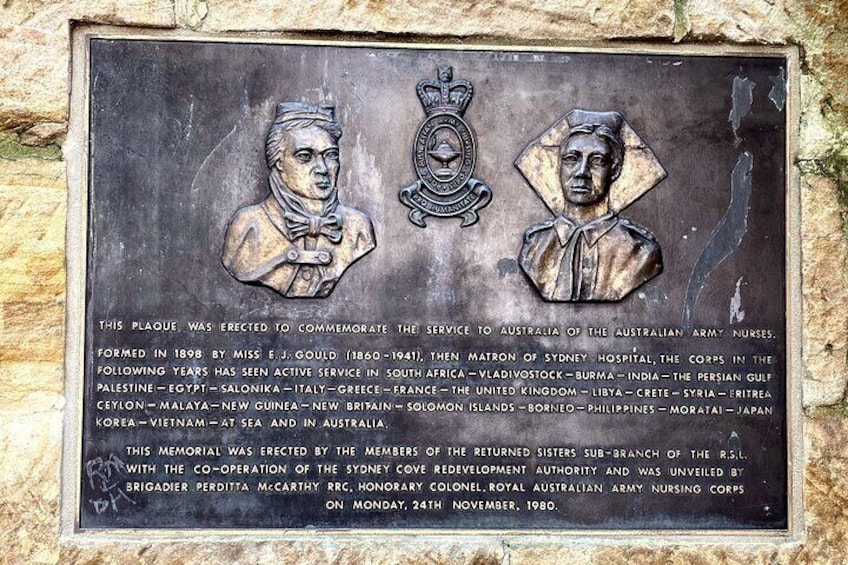 PRO HUMANITATE
THIS PLAQUE WAS ERECTED TO COMMEMORATE THE SERVICE TO AUSTRALIA OF THE AUSTRALIAN ARMY NURSES.
FORMED IN 1898 BY MISS E.J. GOULD (1860-1941), THEN MATRON OF SYDNEY HOSPITAL, THE CORPS IN THE
FOLLOWING YEARS HAS SEEN ACTIVE SERVICE IN SOUTH AFRICA — VLADIVOSTOCK — BURMA — INDIA — THE PERSIAN GULF
PALESTINE — EGYPT — SALONIKA — ITALY — GREECE — FRANCE — THE UNITED KINGDOM — LIBYA — CRETE — SYRIA — ERITREA
CEYLON — MALAYA — NEW GUINEA — NEW BRITAIN — SOLOMON ISLANDS — BORNEO — PHILIPPINES — MORATAI — JAPAN
KOREA — VIETNAM — AT SEA AND IN AUSTRALIA.
THIS MEMORIAL WAS ERECTED BY THE MEMBERS OF THE RETURNED SISTERS SUB-BRANCH OF THE R.S.L.
WITH THE CO-OPERATION OF THE SYDNEY COVE REDEVELOPMENT AUTHORITY AND WAS UNVEILED BY
BRIGADIER PERDITTA McCARTHY RRC, HONORARY COLONEL, ROYAL AUSTRALIAN ARMY NURSING CORPS
ON MONDAY, 24TH NOVEMBER, 1980.